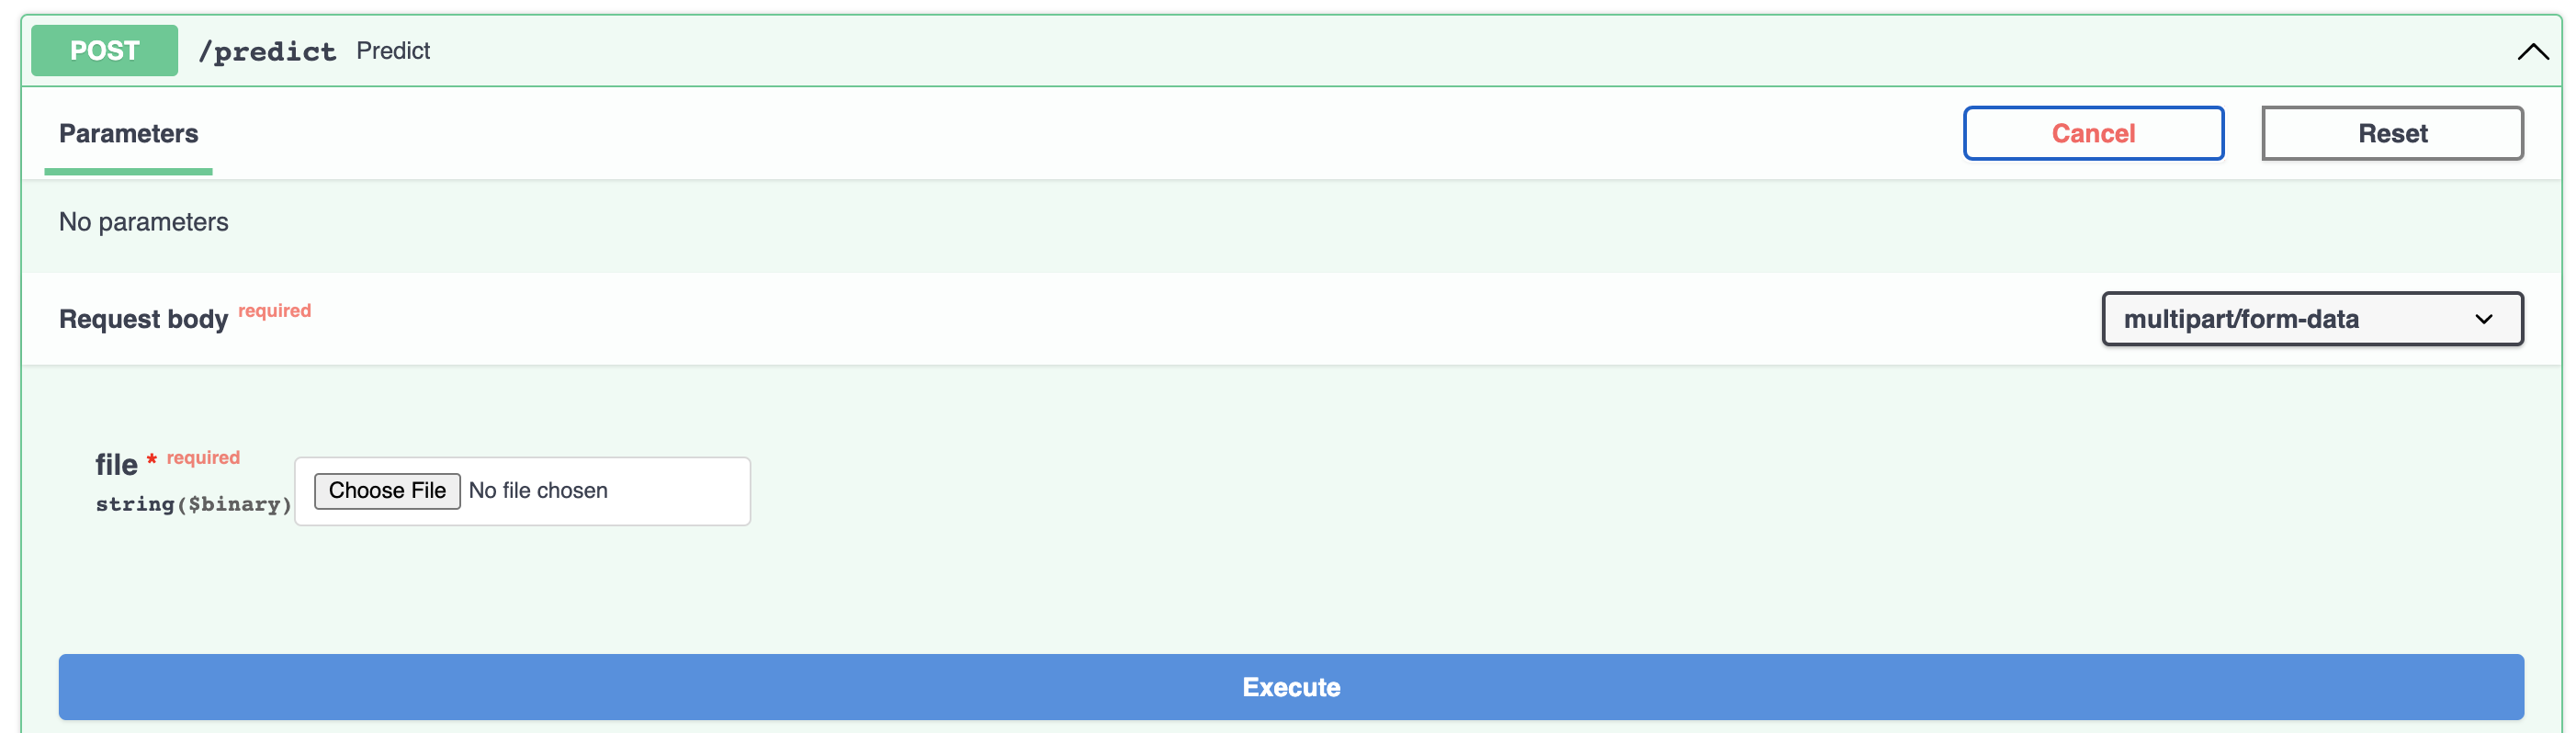 POST /predict Predict
Parameters Cancel Reset
No parameters
Request body required multipart/form-data
file * required
string($binary) Choose File No file chosen
Execute